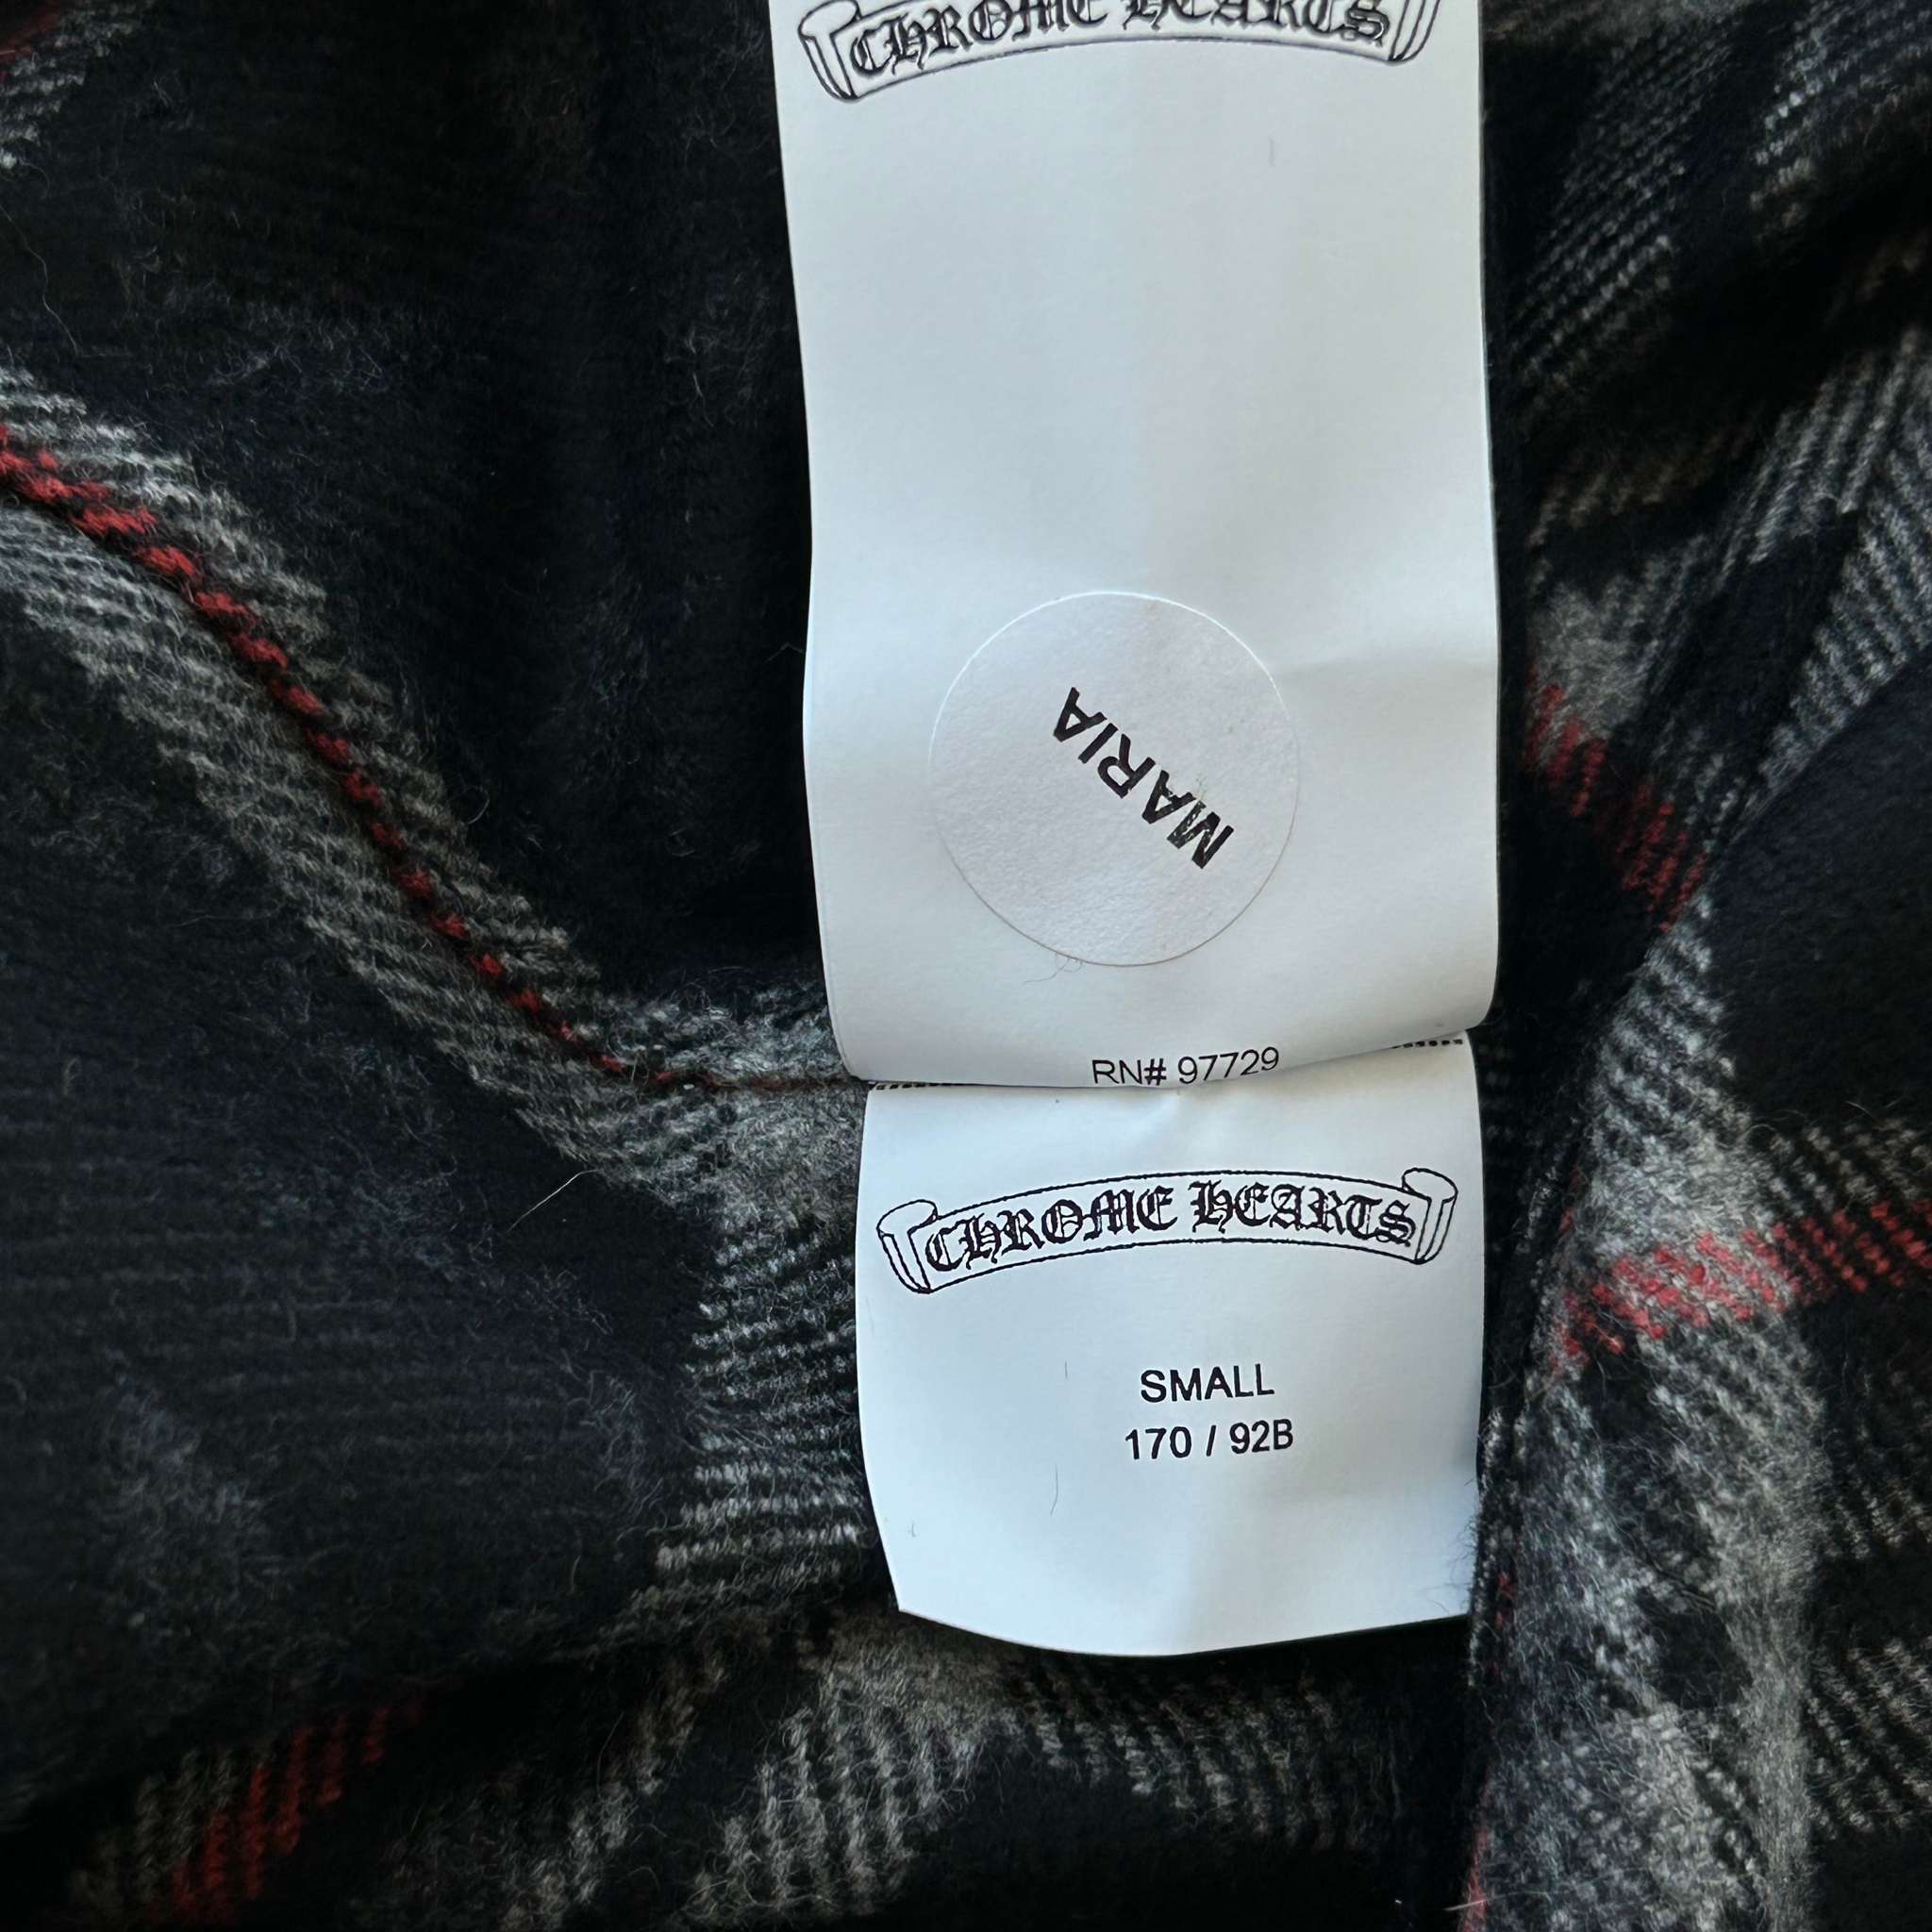 CHROME HEARTS
MARIA
RN# 97729
CHROME HEARTS
SMALL
170 / 92B